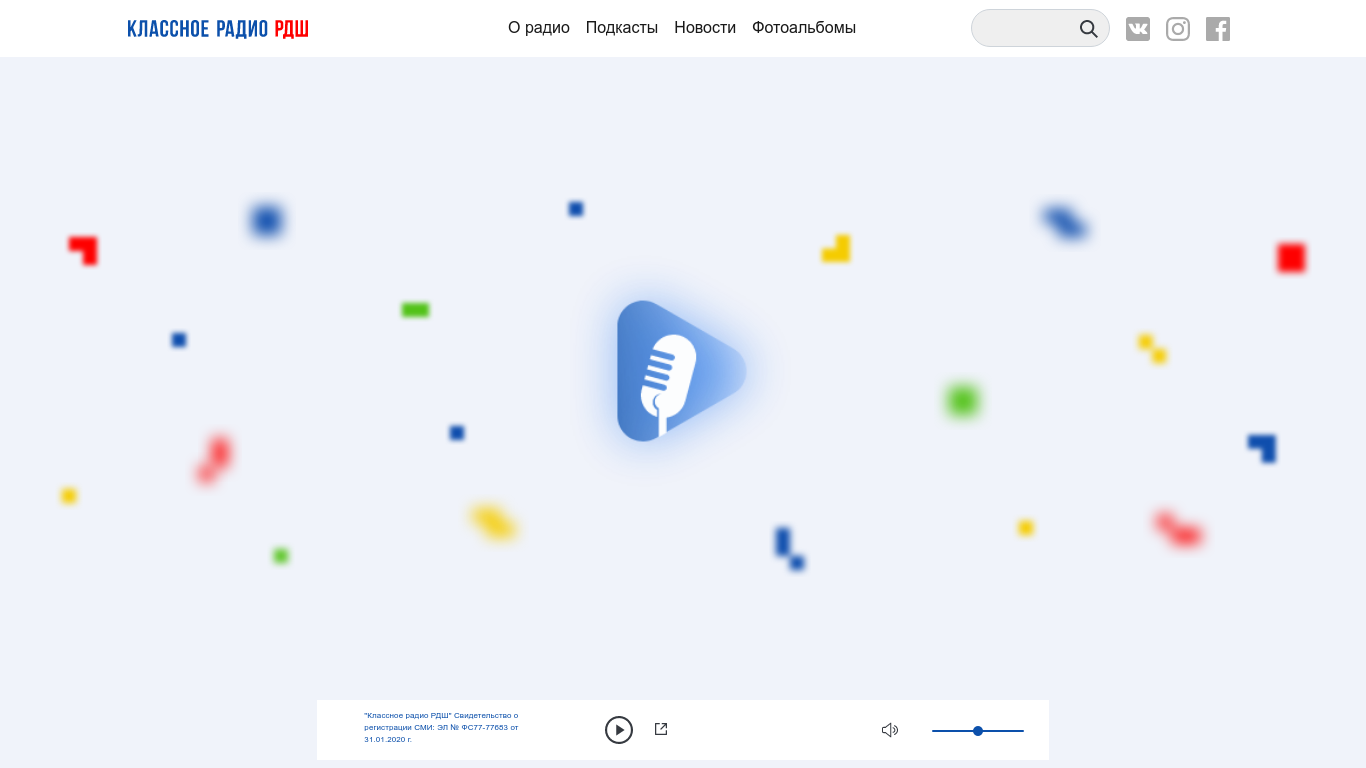 КЛАССНОЕ РАДИО РДШ
О радио Подкасты Новости Фотоальбомы
"Классное радио РДШ" Свидетельство о
регистрации СМИ: ЭЛ № ФС77-77653 от
31.01.2020 г.